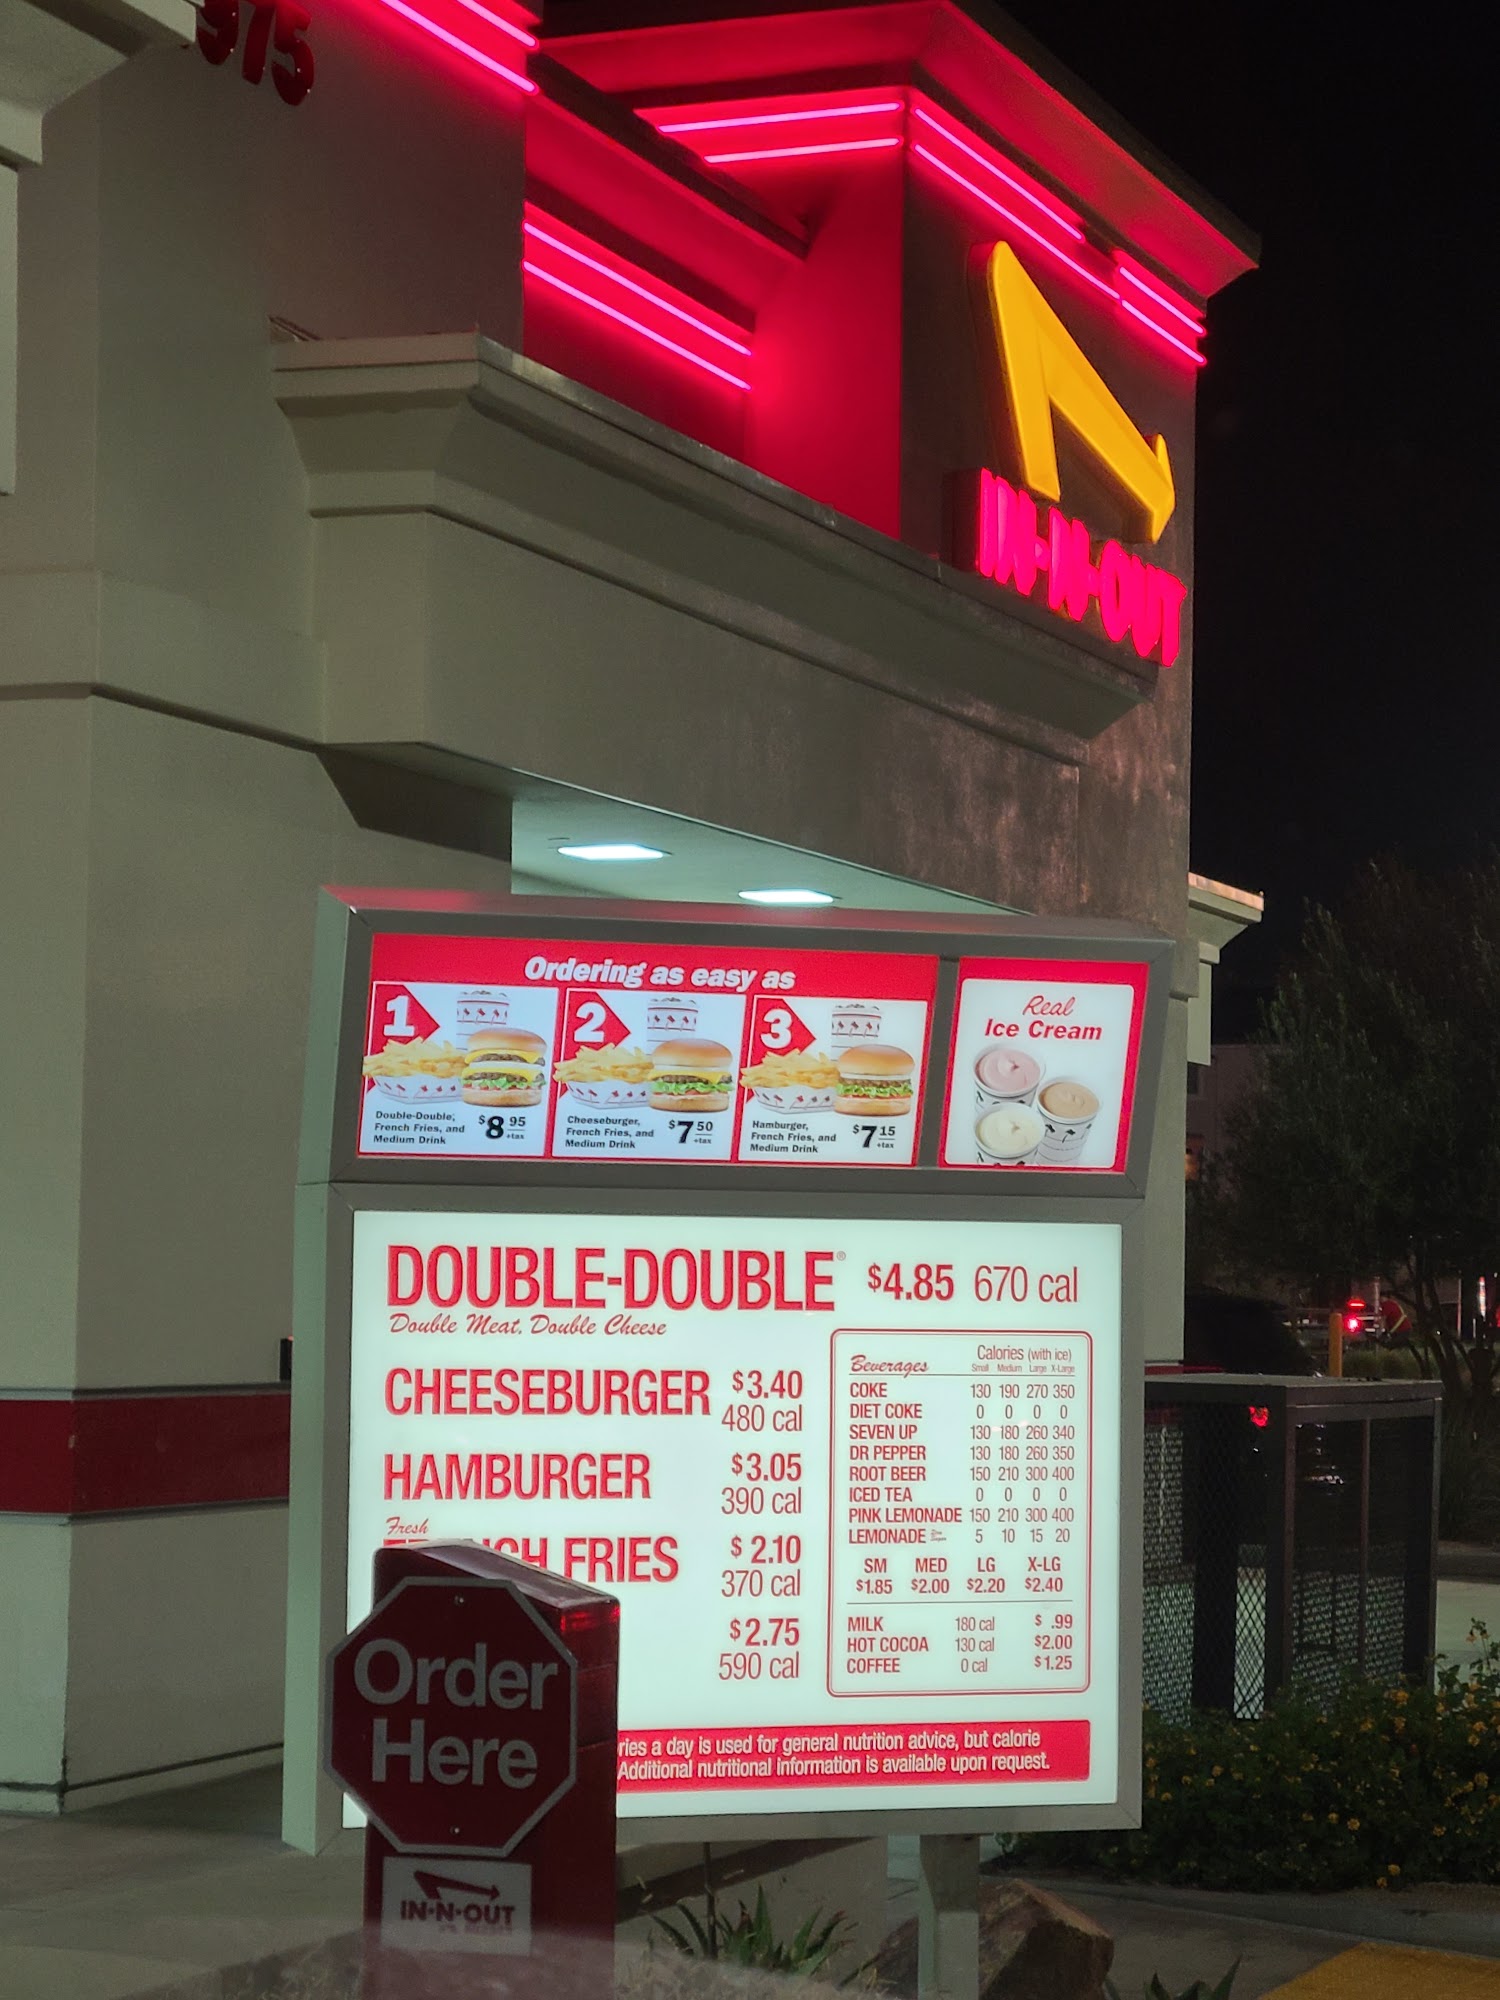 975
IN-N-OUT
Ordering as easy as
1
Double-Double,
French Fries, and
Medium Drink
$8 95
+tax
2
Cheeseburger,
French Fries, and
Medium Drink
$7 50
+tax
3
Hamburger,
French Fries, and
Medium Drink
$7 15
+tax
Real
Ice Cream
DOUBLE-DOUBLE® $4.85 670 cal
Double Meat, Double Cheese
CHEESEBURGER $3.40
480 cal
HAMBURGER $3.05
390 cal
Fresh
FRIES $2.10
370 cal
$2.75
590 cal
Beverages Calories (with ice)
Small Medium Large X-Large
COKE 130 190 270 350
DIET COKE 0 0 0 0
SEVEN UP 130 180 260 340
DR PEPPER 130 180 260 350
ROOT BEER 150 210 300 400
ICED TEA 0 0 0 0
PINK LEMONADE 150 210 300 400
LEMONADE 5 10 15 20
SM MED LG X-LG
$1.85 $2.00 $2.20 $2.40
MILK 180 cal $ .99
HOT COCOA 130 cal $2.00
COFFEE 0 cal $1.25
ries a day is used for general nutrition advice, but calorie
Additional nutritional information is available upon request.
Order
Here
IN-N-OUT